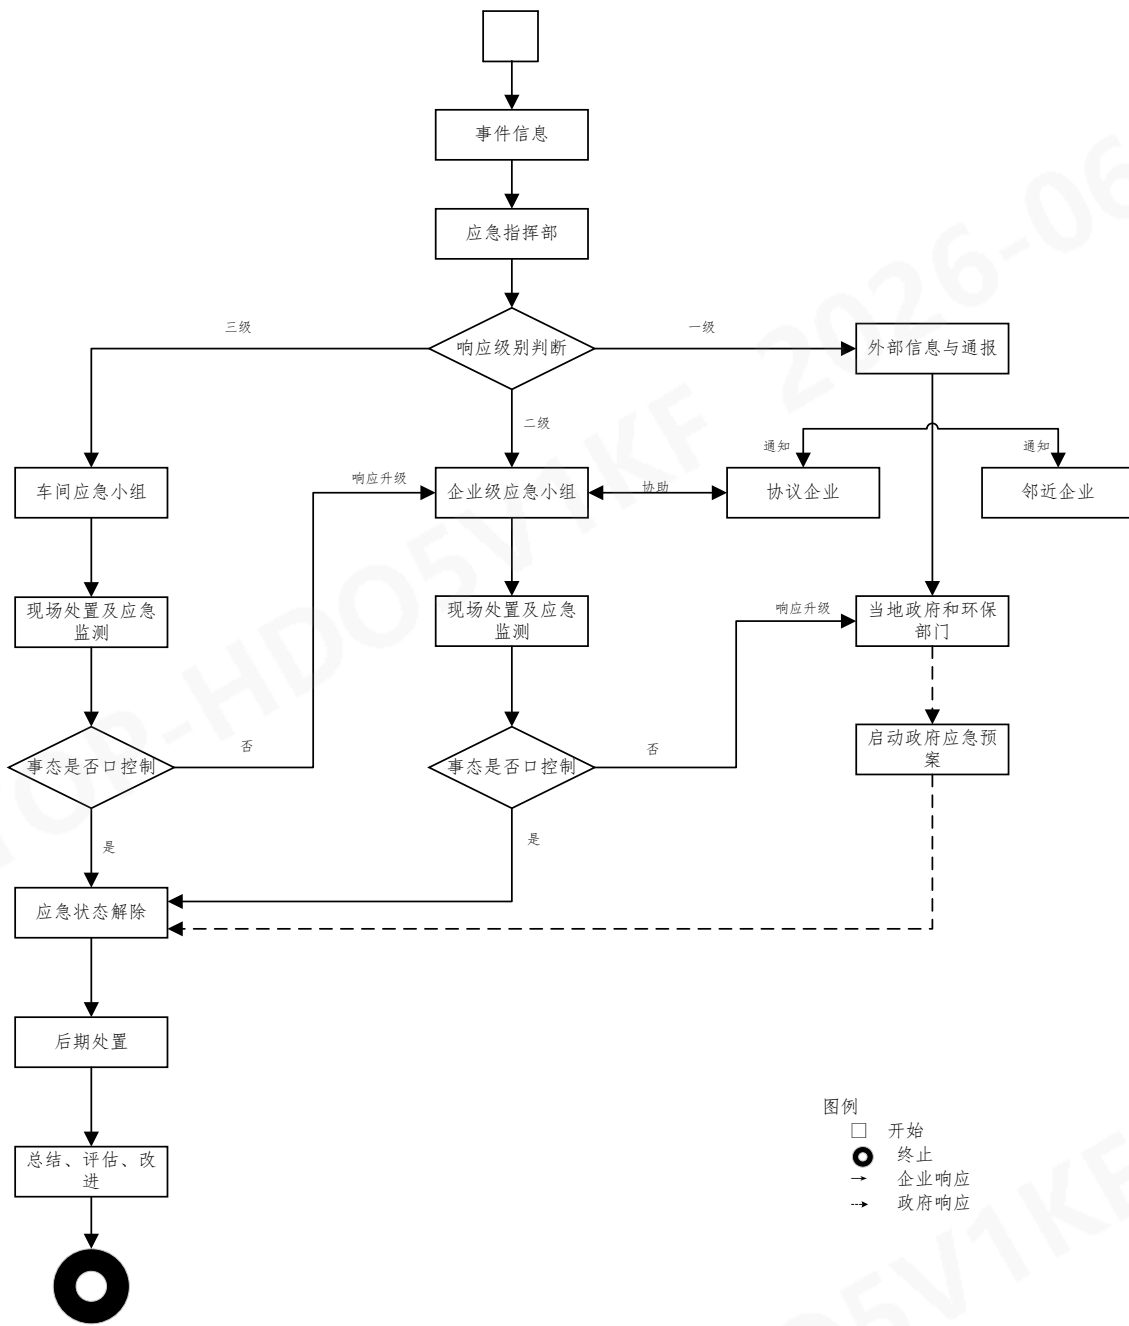 事件信息
应急指挥部
三级
一级
响应级别判断
外部信息与通报
二级
通知
通知
响应升级
车间应急小组
企业级应急小组
协助
协议企业
邻近企业
现场处置及应急
监测
现场处置及应急
监测
响应升级
当地政府和环保
部门
启动政府应急预
案
否
否
事态是否口控制
事态是否口控制
是
是
应急状态解除
后期处置
总结、评估、改
进
图例
开始
终止
企业响应
政府响应
2026-06
TOP-HDO5V1KF
O5V1KF